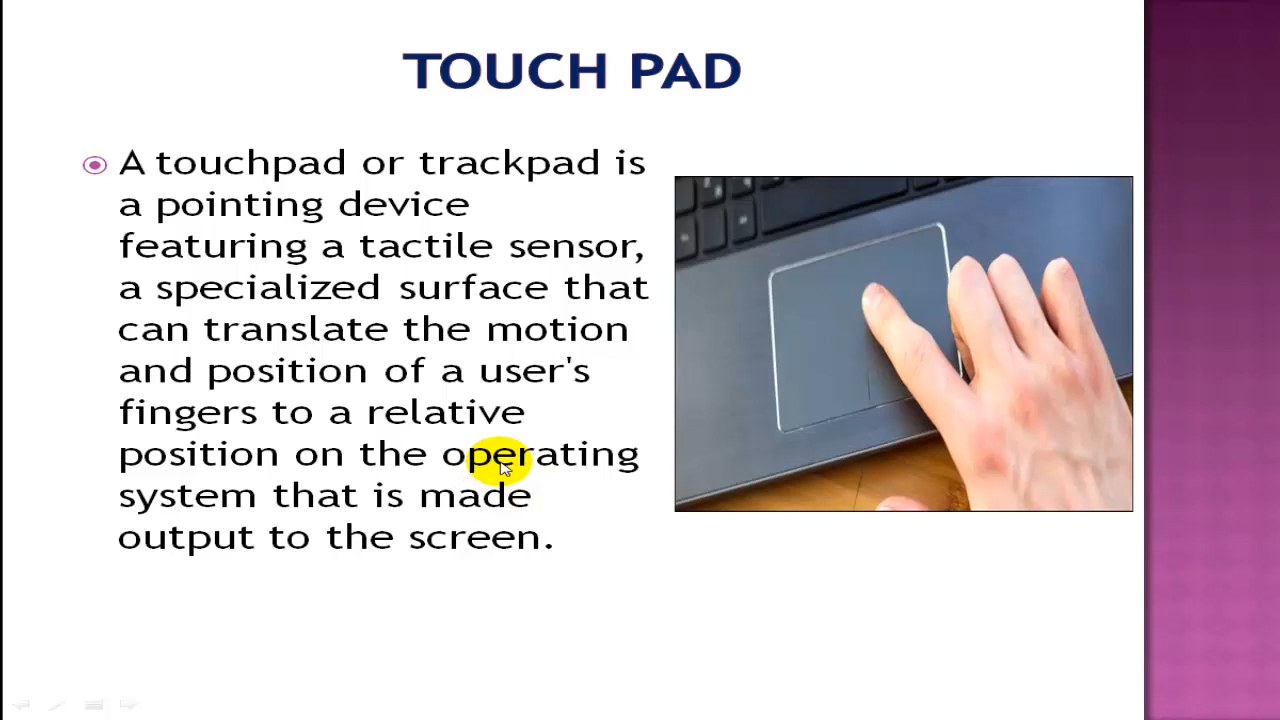 TOUCH PAD
A touchpad or trackpad is
a pointing device
featuring a tactile sensor,
a specialized surface that
can translate the motion
and position of a user's
fingers to a relative
position on the operating
system that is made
output to the screen.